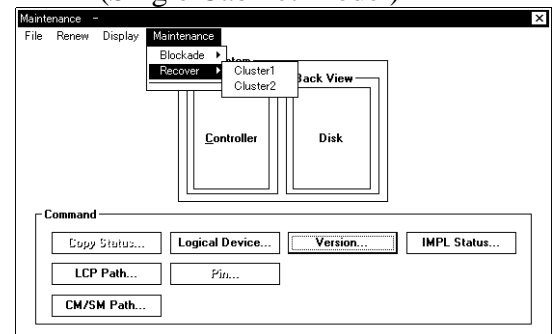 (Single Cabinet Model)
Maintenance -
File Renew Display Maintenance
Blockade
Recover
Cluster1
Cluster2
Back View
Controller
Disk
Command
Copy Status...
Logical Device...
Version...
IMPL Status...
LCP Path...
Pin...
CM/SM Path...